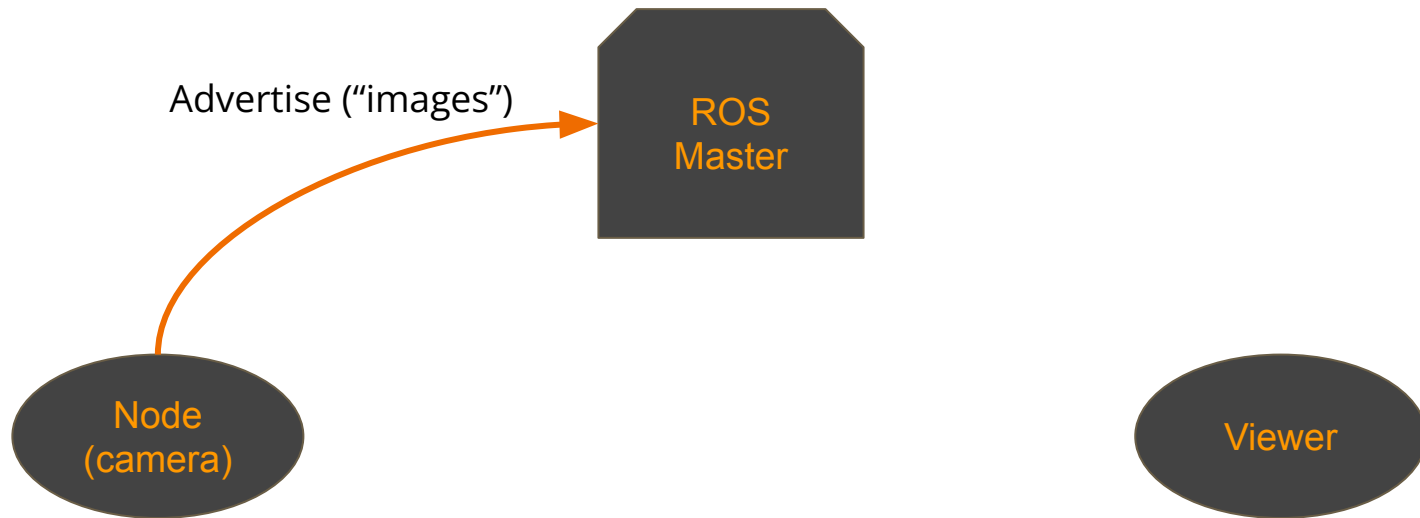 Advertise (“images”)
ROS
Master
Node
(camera)
Viewer